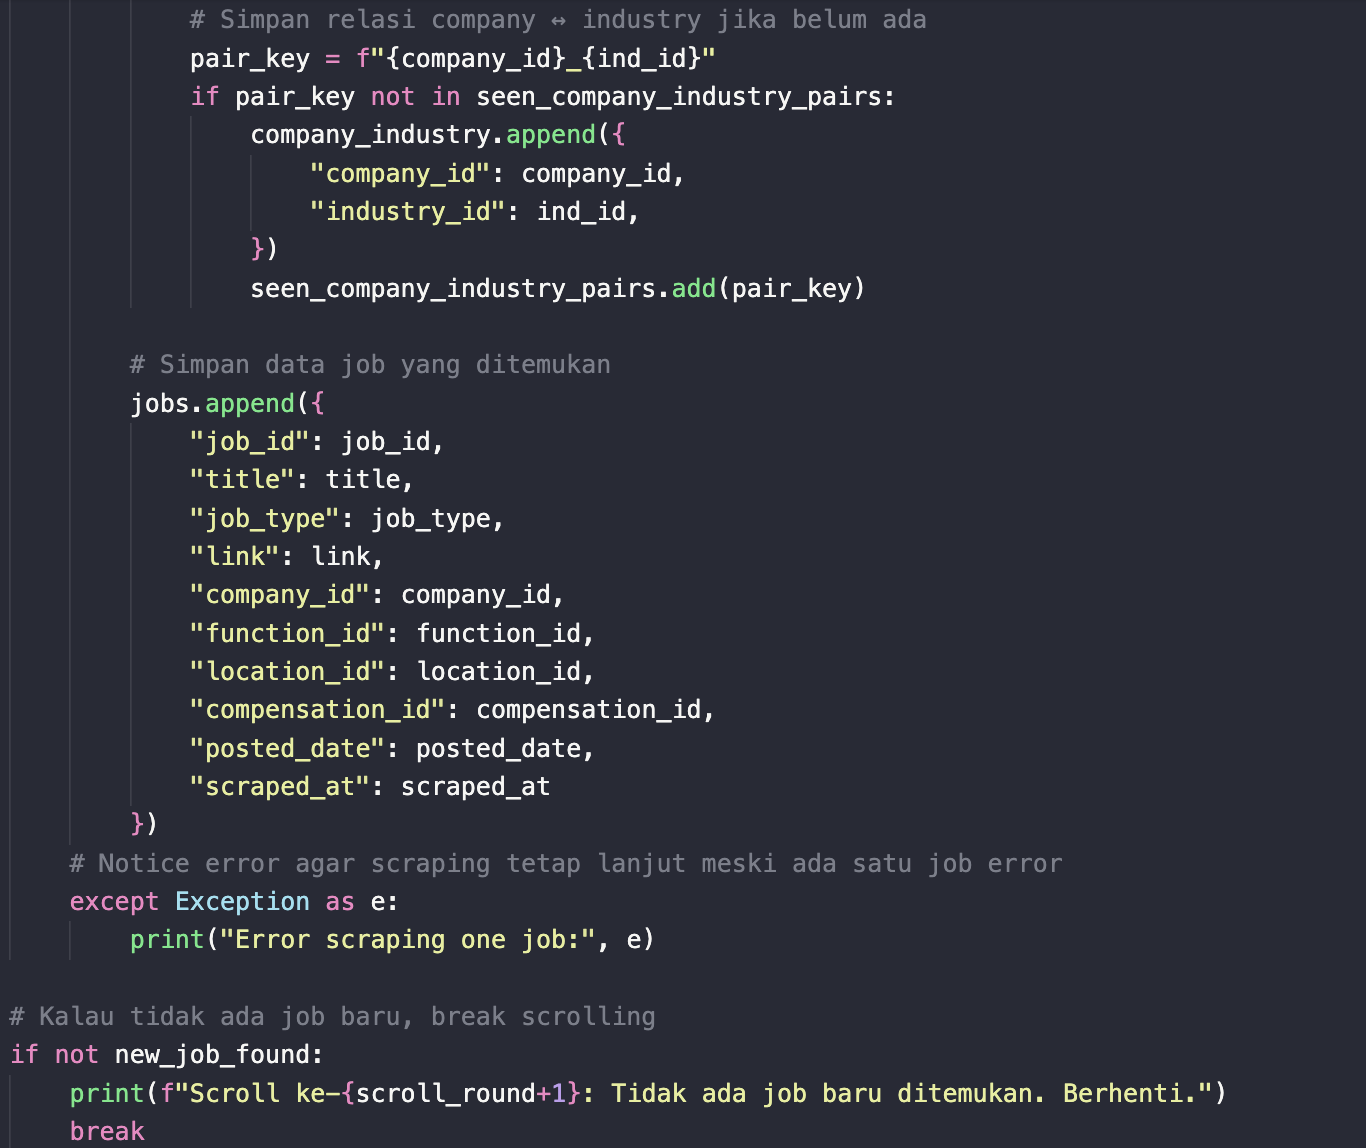 # Simpan relasi company ↔ industry jika belum ada
pair_key = f"{company_id}_{ind_id}"
if pair_key not in seen_company_industry_pairs:
company_industry.append({
"company_id": company_id,
"industry_id": ind_id,
})
seen_company_industry_pairs.add(pair_key)
# Simpan data job yang ditemukan
jobs.append({
"job_id": job_id,
"title": title,
"job_type": job_type,
"link": link,
"company_id": company_id,
"function_id": function_id,
"location_id": location_id,
"compensation_id": compensation_id,
"posted_date": posted_date,
"scraped_at": scraped_at
})
# Notice error agar scraping tetap lanjut meski ada satu job error
except Exception as e:
print("Error scraping one job:", e)
# Kalau tidak ada job baru, break scrolling
if not new_job_found:
print(f"Scroll ke-{scroll_round+1}: Tidak ada job baru ditemukan. Berhenti.")
break